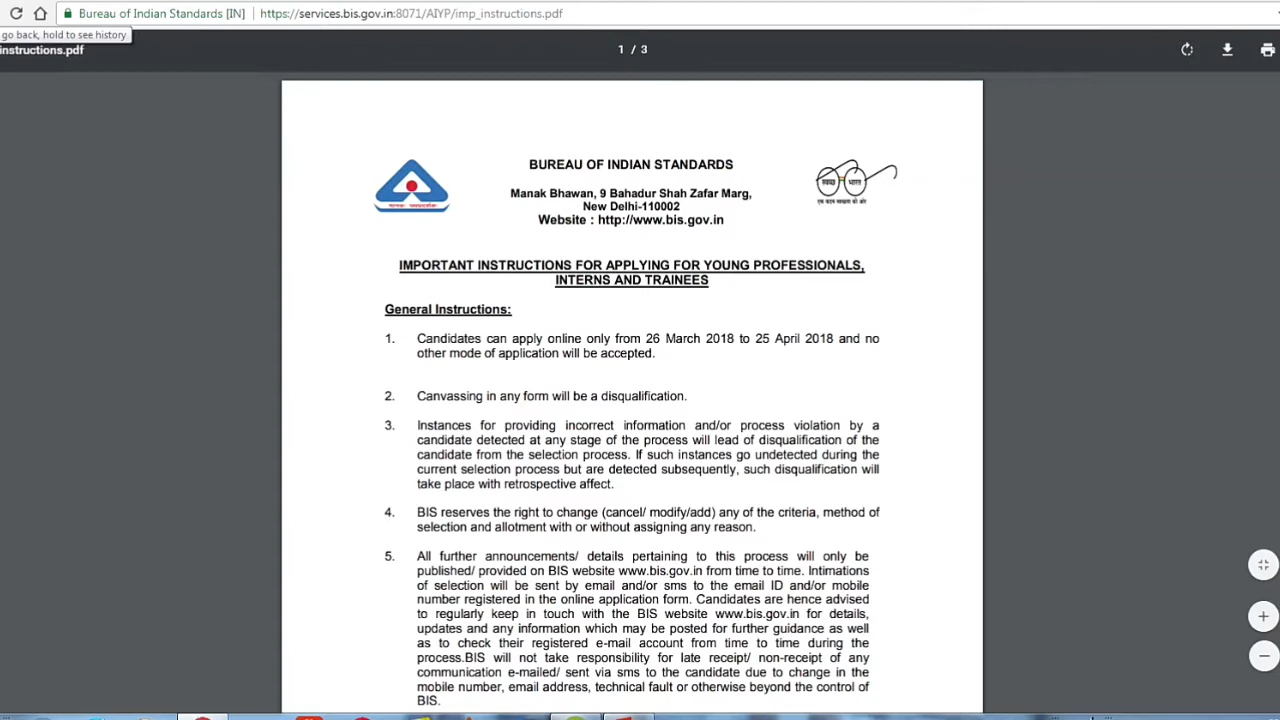 Bureau of Indian Standards [IN] https://services.bis.gov.in:8071/AIYP/imp_instructions.pdf
go back, hold to see history
instructions.pdf
1 / 3
BUREAU OF INDIAN STANDARDS
Manak Bhawan, 9 Bahadur Shah Zafar Marg,
New Delhi-110002
Website : http://www.bis.gov.in
स्वच्छ भारत
एक कदम स्वच्छता की ओर
IMPORTANT INSTRUCTIONS FOR APPLYING FOR YOUNG PROFESSIONALS,
INTERNS AND TRAINEES
General Instructions:
1. Candidates can apply online only from 26 March 2018 to 25 April 2018 and no
other mode of application will be accepted.
2. Canvassing in any form will be a disqualification.
3. Instances for providing incorrect information and/or process violation by a
candidate detected at any stage of the process will lead of disqualification of the
candidate from the selection process. If such instances go undetected during the
current selection process but are detected subsequently, such disqualification will
take place with retrospective affect.
4. BIS reserves the right to change (cancel/ modify/add) any of the criteria, method of
selection and allotment with or without assigning any reason.
5. All further announcements/ details pertaining to this process will only be
published/ provided on BIS website www.bis.gov.in from time to time. Intimations
of selection will be sent by email and/or sms to the email ID and/or mobile
number registered in the online application form. Candidates are hence advised
to regularly keep in touch with the BIS website www.bis.gov.in for details,
updates and any information which may be posted for further guidance as well
as to check their registered e-mail account from time to time during the
process.BIS will not take responsibility for late receipt/ non-receipt of any
communication e-mailed/ sent via sms to the candidate due to change in the
mobile number, email address, technical fault or otherwise beyond the control of
BIS.